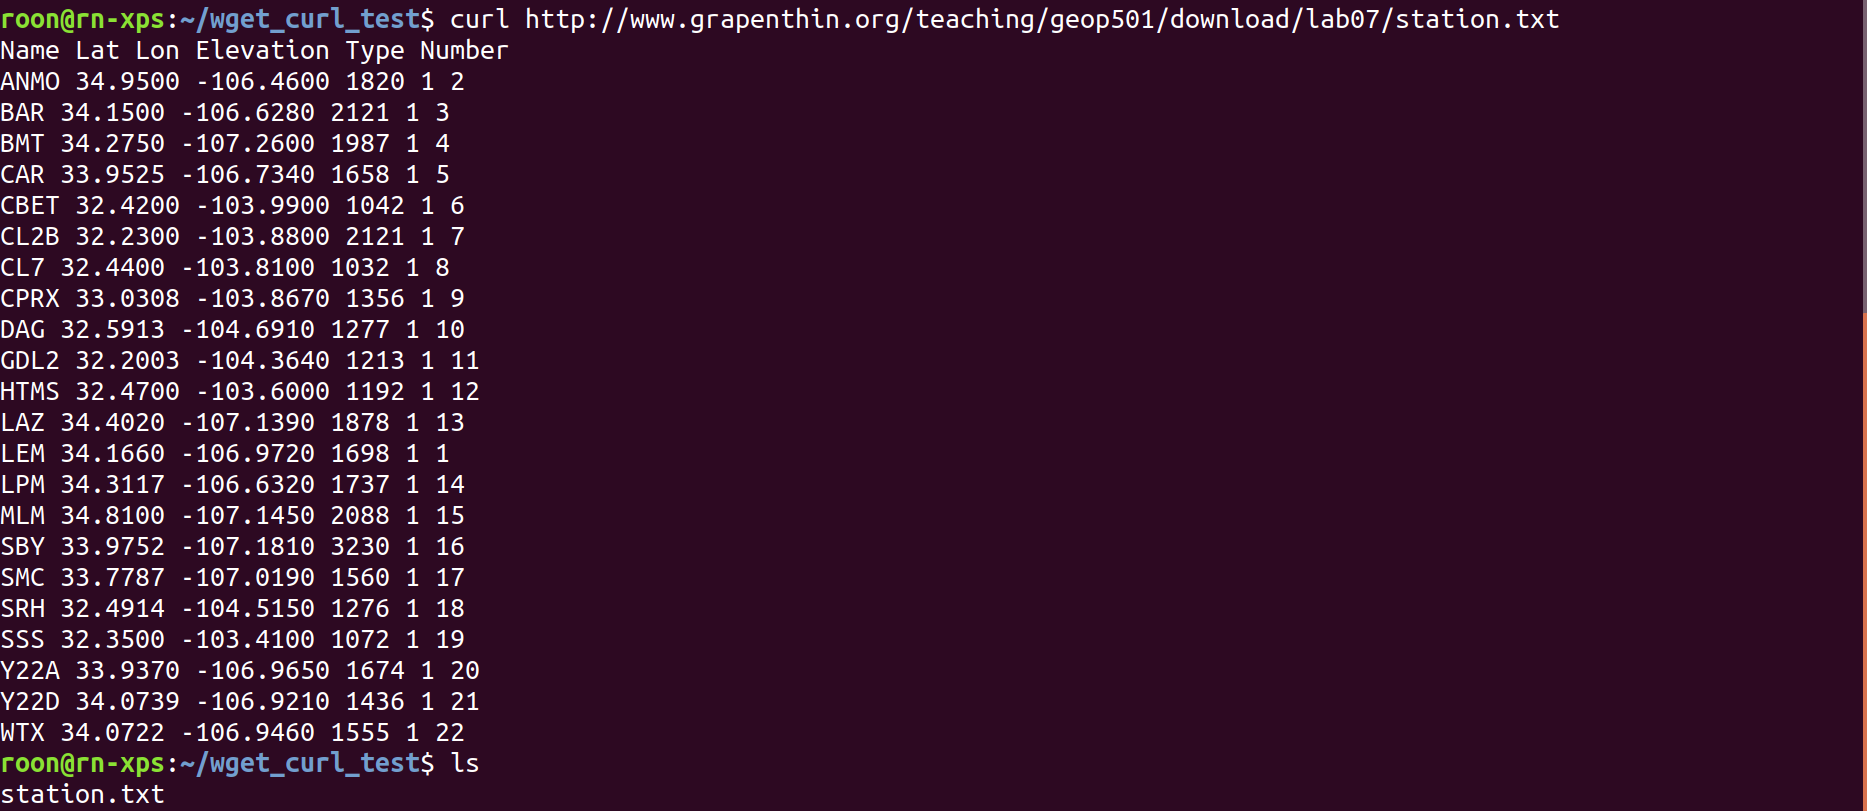 roon@rn-xps:~/wget_curl_test$ curl http://www.grapenthin.org/teaching/geop501/download/lab07/station.txt
Name Lat Lon Elevation Type Number
ANMO 34.9500 -106.4600 1820 1 2
BAR 34.1500 -106.6280 2121 1 3
BMT 34.2750 -107.2600 1987 1 4
CAR 33.9525 -106.7340 1658 1 5
CBET 32.4200 -103.9900 1042 1 6
CL2B 32.2300 -103.8800 2121 1 7
CL7 32.4400 -103.8100 1032 1 8
CPRX 33.0308 -103.8670 1356 1 9
DAG 32.5913 -104.6910 1277 1 10
GDL2 32.2003 -104.3640 1213 1 11
HTMS 32.4700 -103.6000 1192 1 12
LAZ 34.4020 -107.1390 1878 1 13
LEM 34.1660 -106.9720 1698 1 1
LPM 34.3117 -106.6320 1737 1 14
MLM 34.8100 -107.1450 2088 1 15
SBY 33.9752 -107.1810 3230 1 16
SMC 33.7787 -107.0190 1560 1 17
SRH 32.4914 -104.5150 1276 1 18
SSS 32.3500 -103.4100 1072 1 19
Y22A 33.9370 -106.9650 1674 1 20
Y22D 34.0739 -106.9210 1436 1 21
WTX 34.0722 -106.9460 1555 1 22
roon@rn-xps:~/wget_curl_test$ ls
station.txt